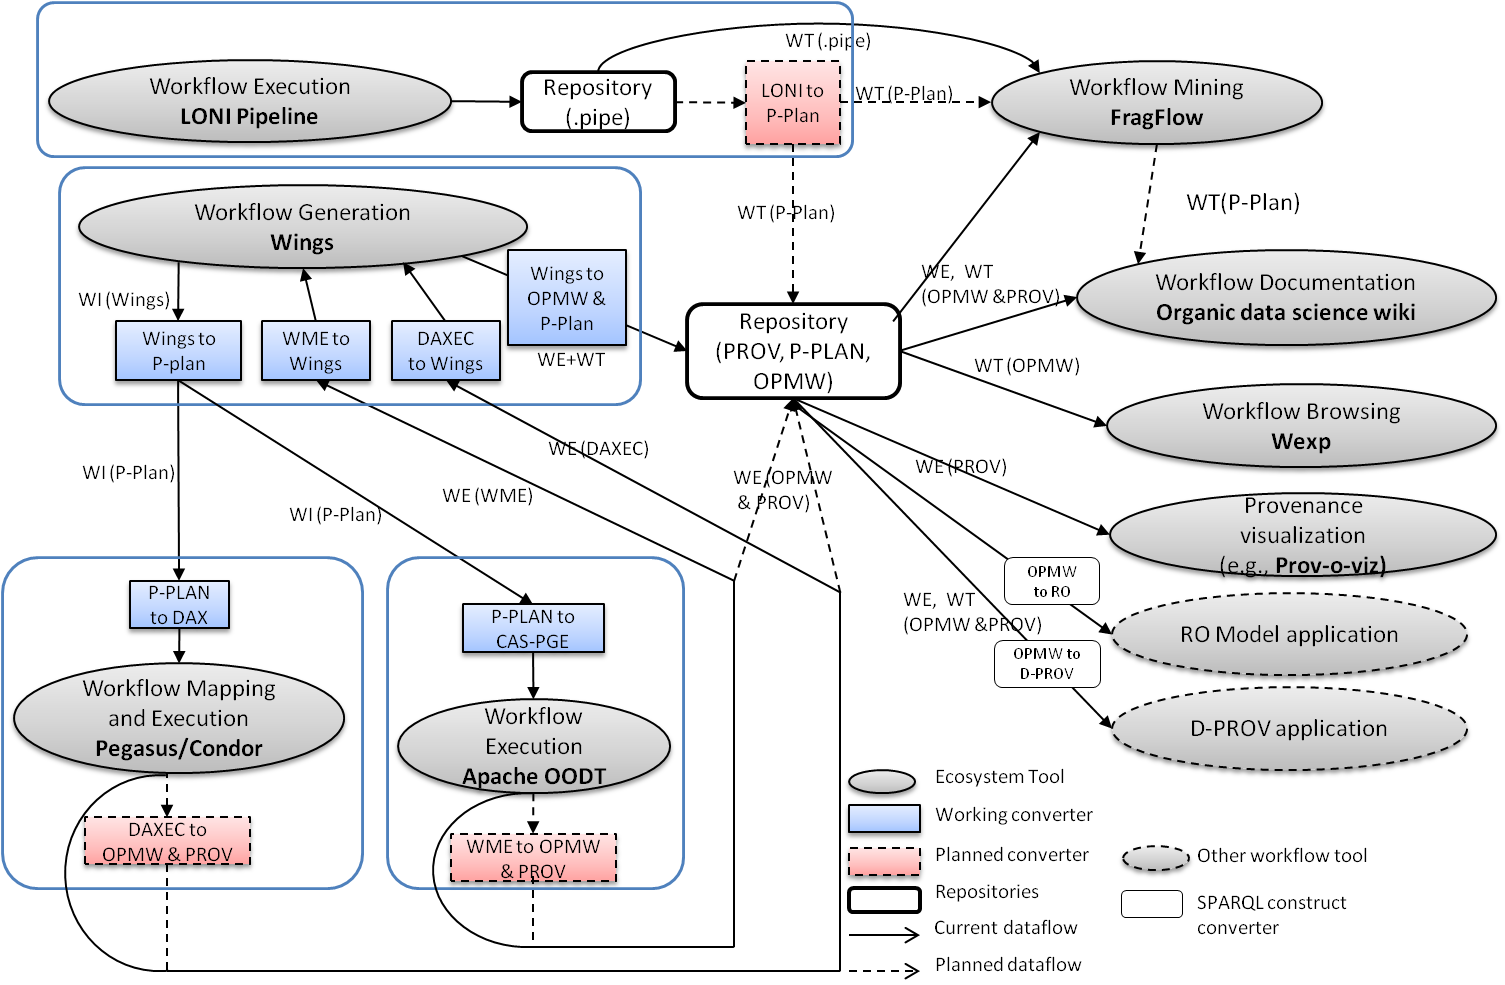 WT (.pipe)
Workflow Execution
LONI Pipeline
Repository
(.pipe)
LONI to
P-Plan
WT (P-Plan)
Workflow Mining
FragFlow
WT (P-Plan)
WT(P-Plan)
Workflow Generation
Wings
Wings to
OPMW &
P-Plan
WE+WT
WI (Wings)
Wings to
P-plan
WME to
Wings
DAXEC
to Wings
Repository
(PROV, P-PLAN,
OPMW)
WE,  WT
(OPMW &PROV)
Workflow Documentation
Organic data science wiki
WT (OPMW)
Workflow Browsing
Wexp
WE (DAXEC)
WI (P-Plan)
WE (WME)
WI (P-Plan)
WE (OPMW
& PROV)
WE (PROV)
Provenance
visualization
(e.g., Prov-o-viz)
OPMW
to RO
WE,  WT
(OPMW &PROV)
RO Model application
OPMW to
D-PROV
D-PROV application
P-PLAN
to DAX
Workflow Mapping
and Execution
Pegasus/Condor
DAXEC to
OPMW & PROV
P-PLAN to
CAS-PGE
Workflow
Execution
Apache OODT
WME to OPMW
& PROV
Ecosystem Tool
Working converter
Planned converter
Repositories
Current dataflow
Planned dataflow
Other workflow tool
SPARQL construct
converter